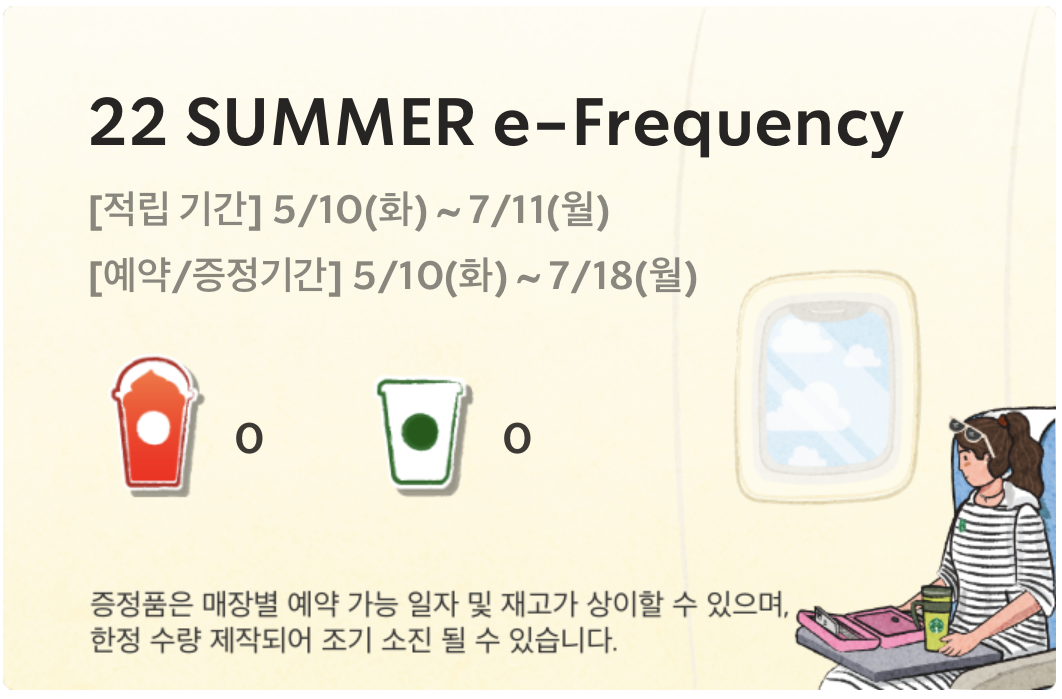 22 SUMMER e-Frequency
[적립 기간] 5/10(화) ~ 7/11(월)
[예약/증정기간] 5/10(화) ~ 7/18(월)
0 0
증정품은 매장별 예약 가능 일자 및 재고가 상이할 수 있으며,
한정 수량 제작되어 조기 소진 될 수 있습니다.